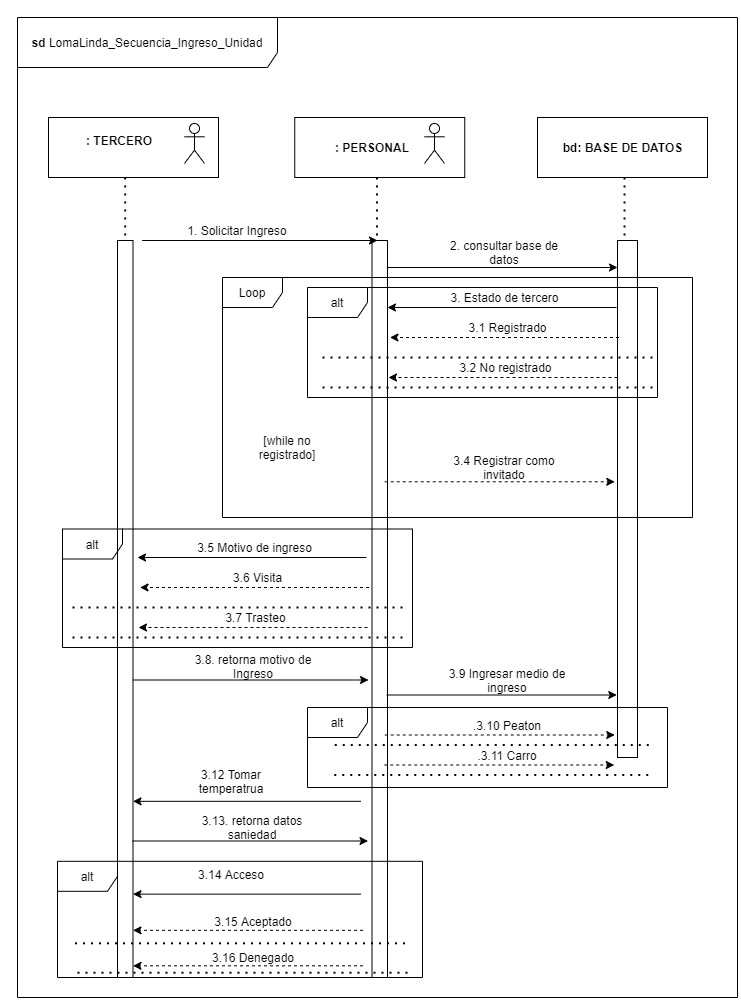 sd LomaLinda_Secuencia_Ingreso_Unidad
: TERCERO
: PERSONAL
bd: BASE DE DATOS
1. Solicitar Ingreso
2. consultar base de
datos
Loop
alt
3. Estado de tercero
3.1 Registrado
3.2 No registrado
[while no
registrado]
3.4 Registrar como
invitado
alt
3.5 Motivo de ingreso
3.6 Visita
3.7 Trasteo
3.8. retorna motivo de
Ingreso
3.9 Ingresar medio de
ingreso
alt
.3.10 Peaton
.3.11 Carro
3.12 Tomar
temperatrua
3.13. retorna datos
saniedad
alt
3.14 Acceso
3.15 Aceptado
3.16 Denegado